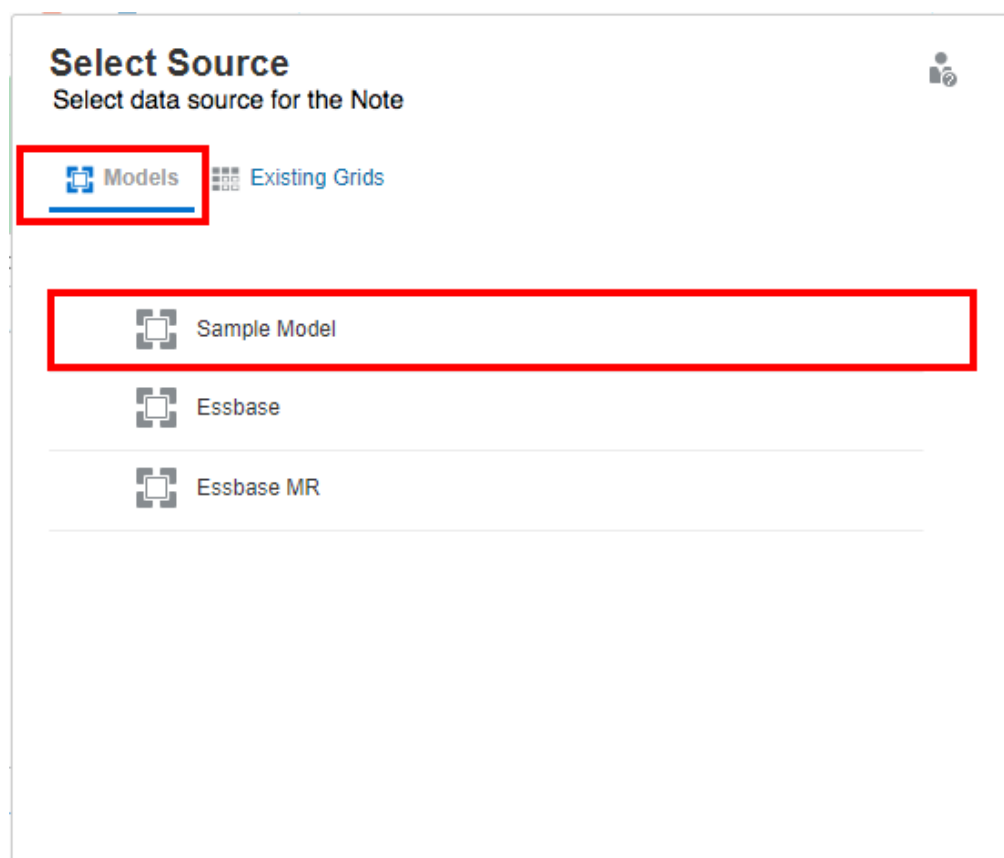 Select Source
Select data source for the Note
Models Existing Grids
Sample Model
Essbase
Essbase MR